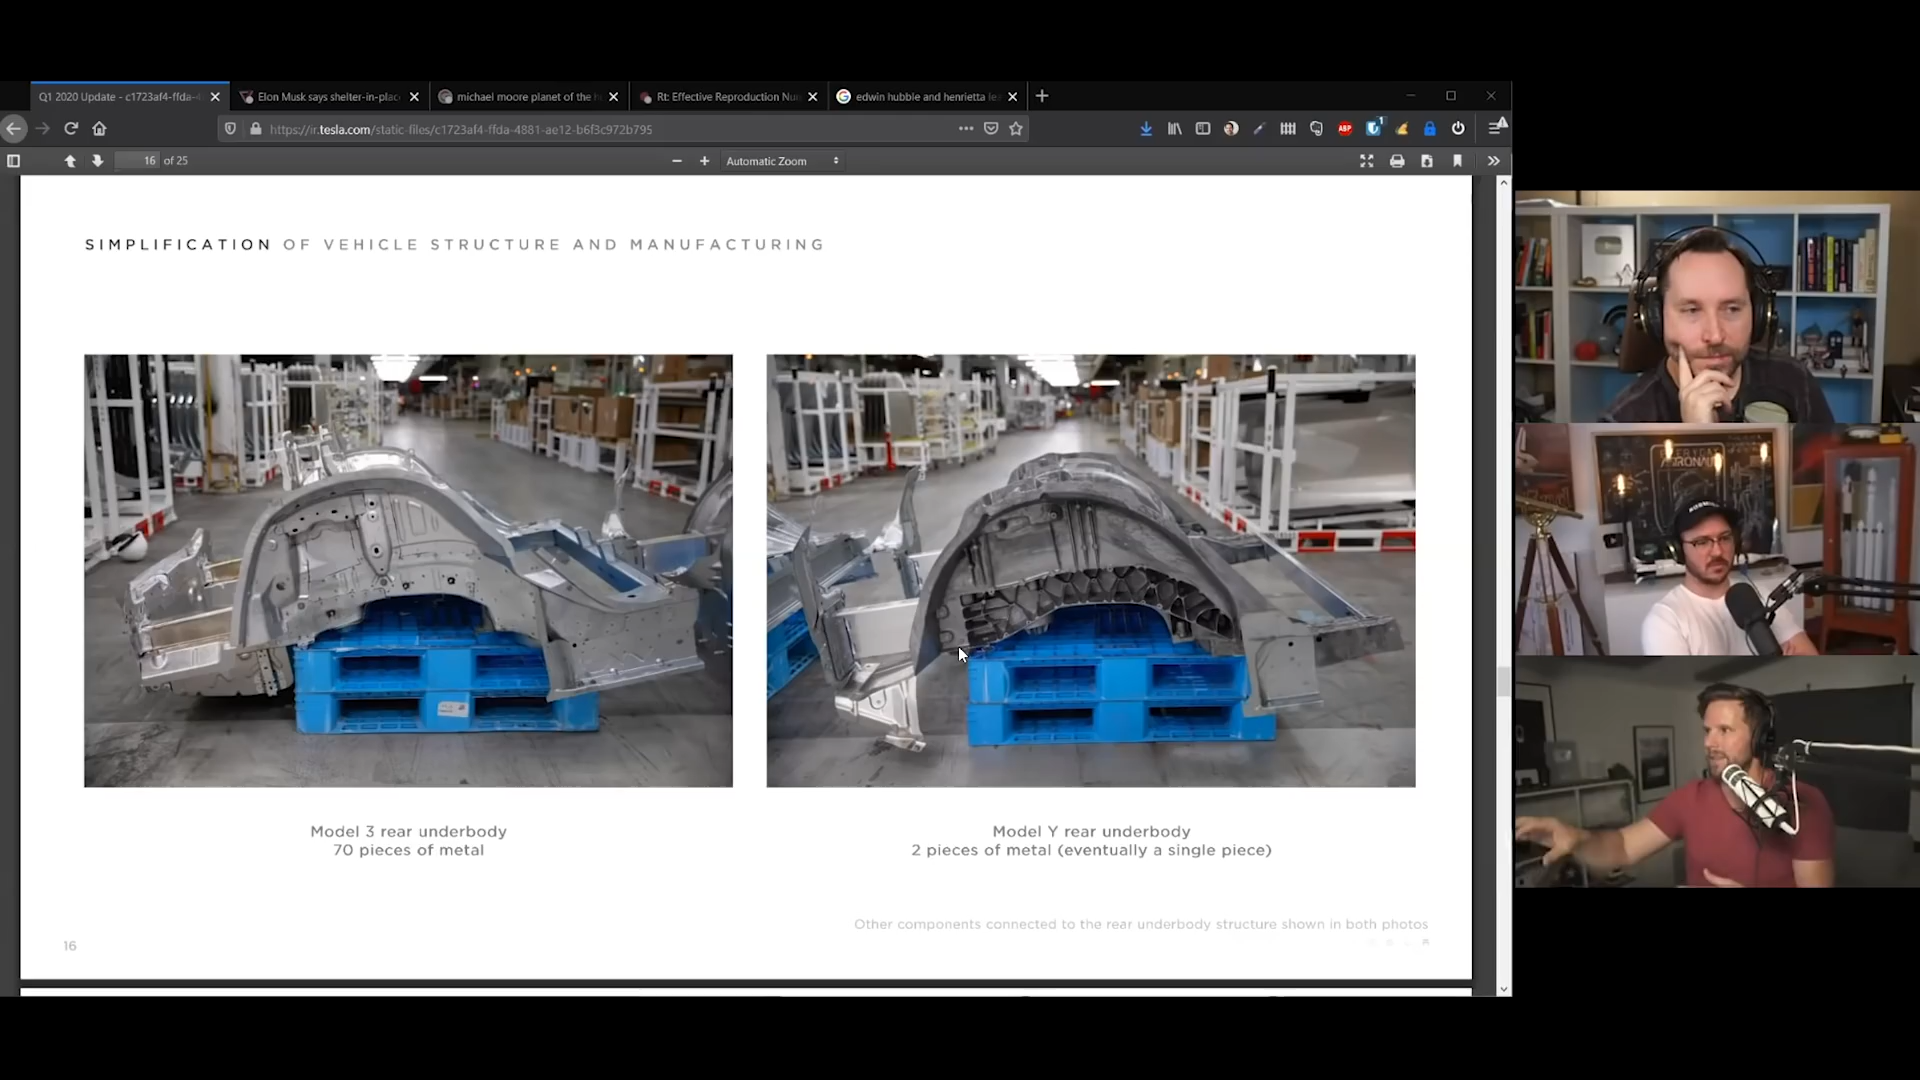 Q1 2020 Update - c1723af4-ffda-4
Elon Musk says shelter-in-plac
michael moore planet of the h
Rt: Effective Reproduction Nu
edwin hubble and henrietta le
https://ir.tesla.com/static-files/c1723af4-ffda-4881-ae12-b6f3c972b795
ABP
1
16 of 25
Automatic Zoom
SIMPLIFICATION OF VEHICLE STRUCTURE AND MANUFACTURING
Model 3 rear underbody
70 pieces of metal
Model Y rear underbody
2 pieces of metal (eventually a single piece)
Other components connected to the rear underbody structure shown in both photos
16